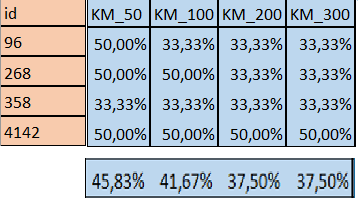 id KM_50 KM_100 KM_200 KM_300
96 50,00% 33,33% 33,33% 33,33%
268 50,00% 50,00% 33,33% 33,33%
358 33,33% 33,33% 33,33% 33,33%
4142 50,00% 50,00% 50,00% 50,00%
45,83% 41,67% 37,50% 37,50%